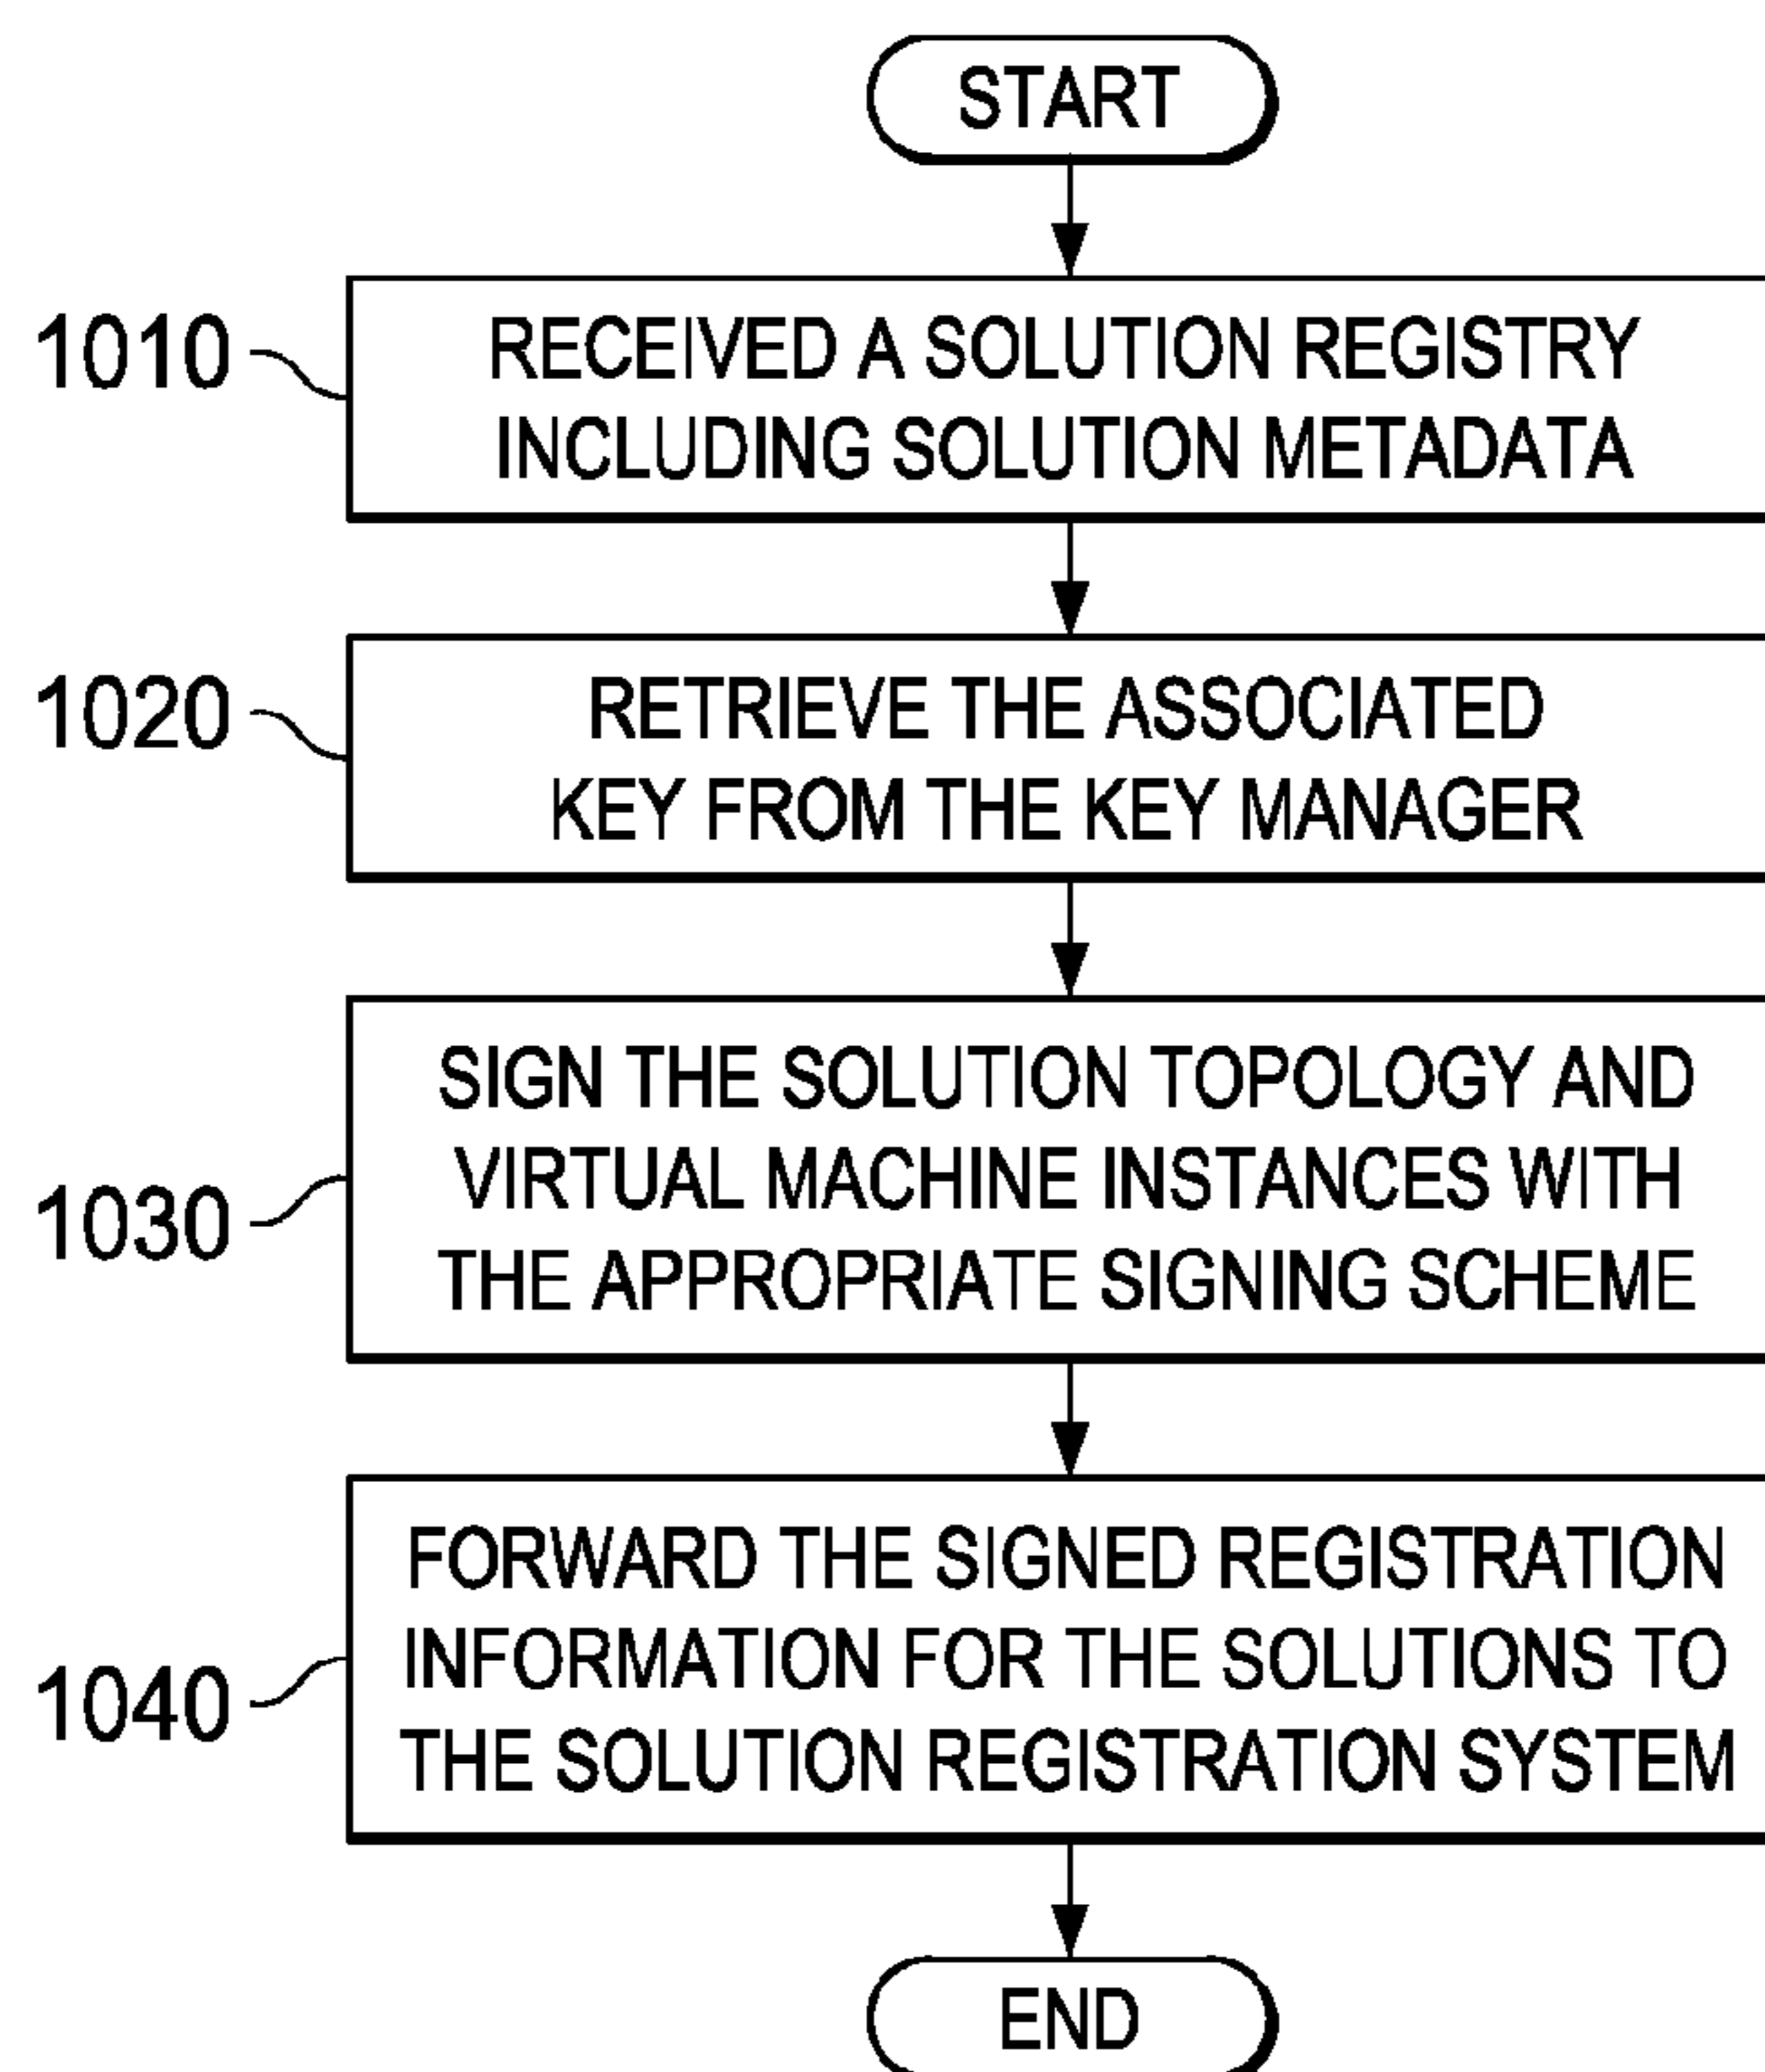 START
1010
RECEIVED A SOLUTION REGISTRY
INCLUDING SOLUTION METADATA
1020
RETRIEVE THE ASSOCIATED
KEY FROM THE KEY MANAGER
1030
SIGN THE SOLUTION TOPOLOGY AND
VIRTUAL MACHINE INSTANCES WITH
THE APPROPRIATE SIGNING SCHEME
1040
FORWARD THE SIGNED REGISTRATION
INFORMATION FOR THE SOLUTIONS TO
THE SOLUTION REGISTRATION SYSTEM
END